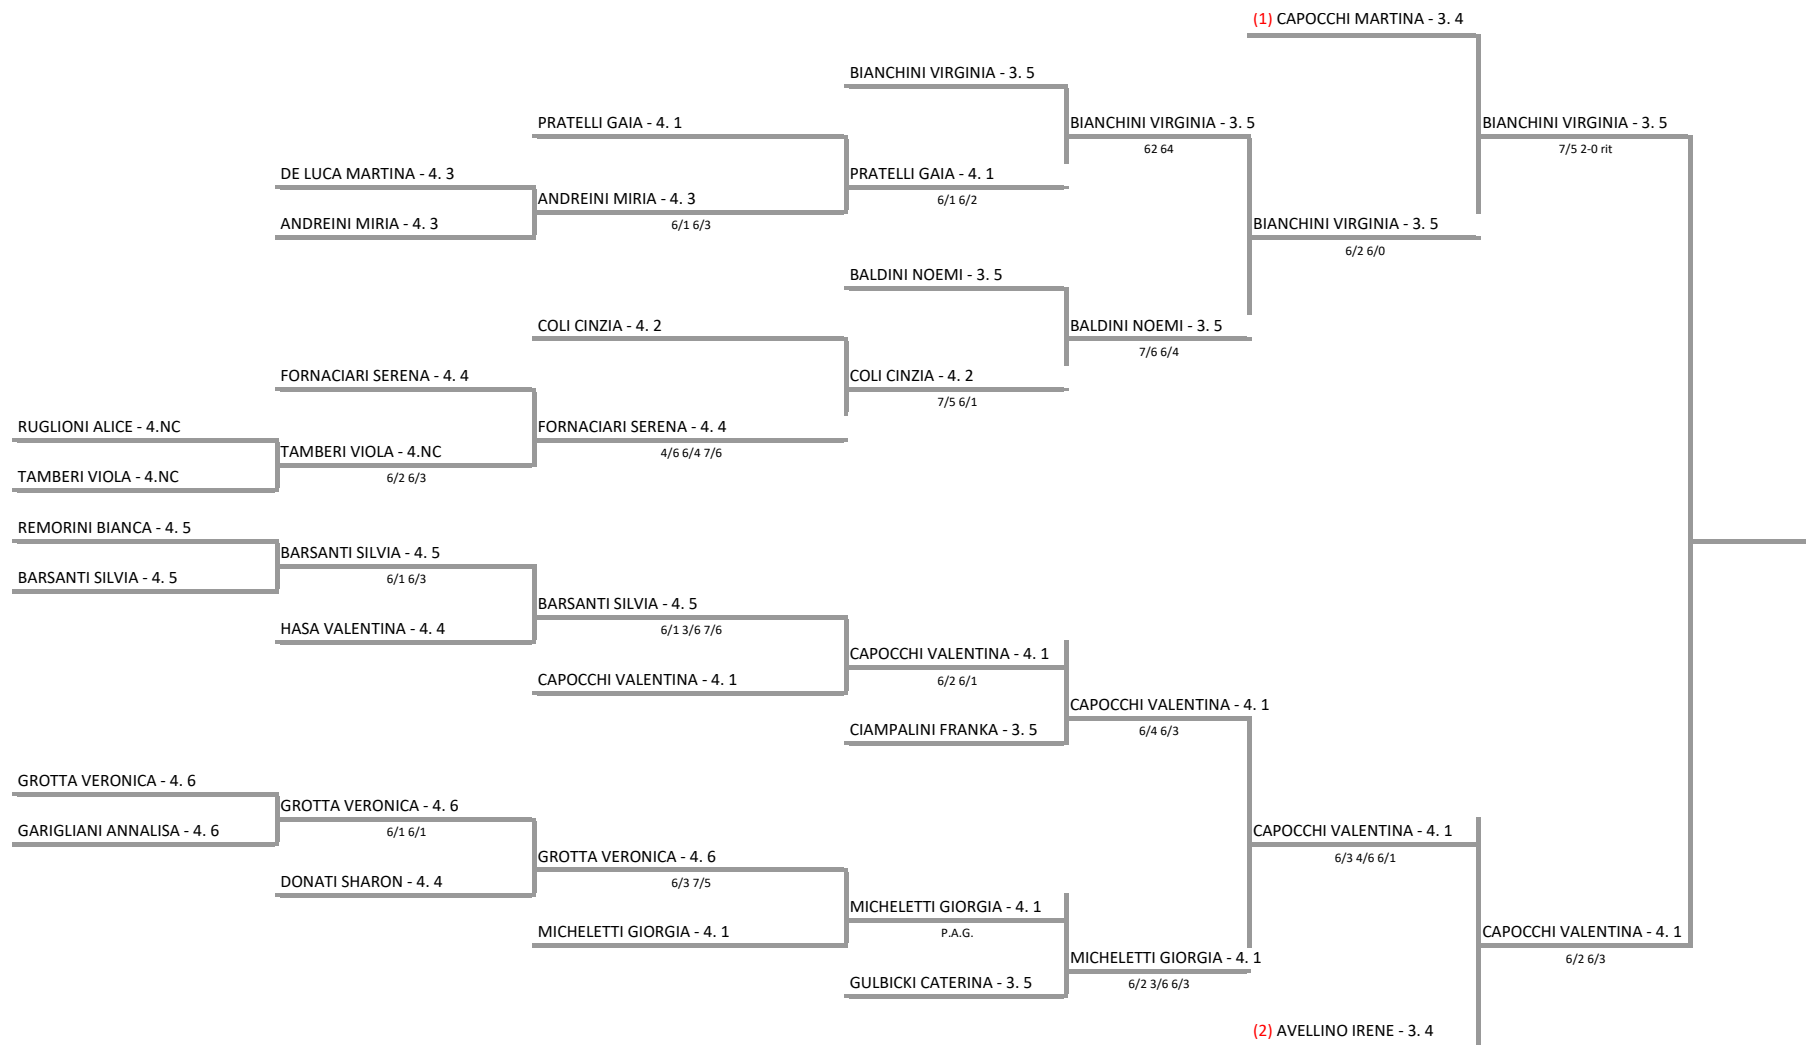 (1) CAPOCCHI MARTINA - 3. 4
BIANCHINI VIRGINIA - 3. 5
PRATELLI GAIA - 4. 1
BIANCHINI VIRGINIA - 3. 5
BIANCHINI VIRGINIA - 3. 5
62 64
7/5 2-0 rit
DE LUCA MARTINA - 4. 3
PRATELLI GAIA - 4. 1
ANDREINI MIRIA - 4. 3
6/1 6/2
ANDREINI MIRIA - 4. 3
6/1 6/3
BIANCHINI VIRGINIA - 3. 5
6/2 6/0
BALDINI NOEMI - 3. 5
COLI CINZIA - 4. 2
BALDINI NOEMI - 3. 5
7/6 6/4
FORNACIARI SERENA - 4. 4
COLI CINZIA - 4. 2
7/5 6/1
RUGLIONI ALICE - 4.NC
FORNACIARI SERENA - 4. 4
TAMBERI VIOLA - 4.NC
4/6 6/4 7/6
TAMBERI VIOLA - 4.NC
6/2 6/3
REMORINI BIANCA - 4. 5
BARSANTI SILVIA - 4. 5
BARSANTI SILVIA - 4. 5
6/1 6/3
BARSANTI SILVIA - 4. 5
HASA VALENTINA - 4. 4
6/1 3/6 7/6
CAPOCCHI VALENTINA - 4. 1
CAPOCCHI VALENTINA - 4. 1
6/2 6/1
CAPOCCHI VALENTINA - 4. 1
CIAMPALINI FRANKA - 3. 5
6/4 6/3
GROTTA VERONICA - 4. 6
GROTTA VERONICA - 4. 6
GARIGLIANI ANNALISA - 4. 6
6/1 6/1
CAPOCCHI VALENTINA - 4. 1
6/3 4/6 6/1
GROTTA VERONICA - 4. 6
DONATI SHARON - 4. 4
6/3 7/5
MICHELETTI GIORGIA - 4. 1
MICHELETTI GIORGIA - 4. 1
P.A.G.
CAPOCCHI VALENTINA - 4. 1
MICHELETTI GIORGIA - 4. 1
6/2 6/3
GULBICKI CATERINA - 3. 5
6/2 3/6 6/3
(2) AVELLINO IRENE - 3. 4